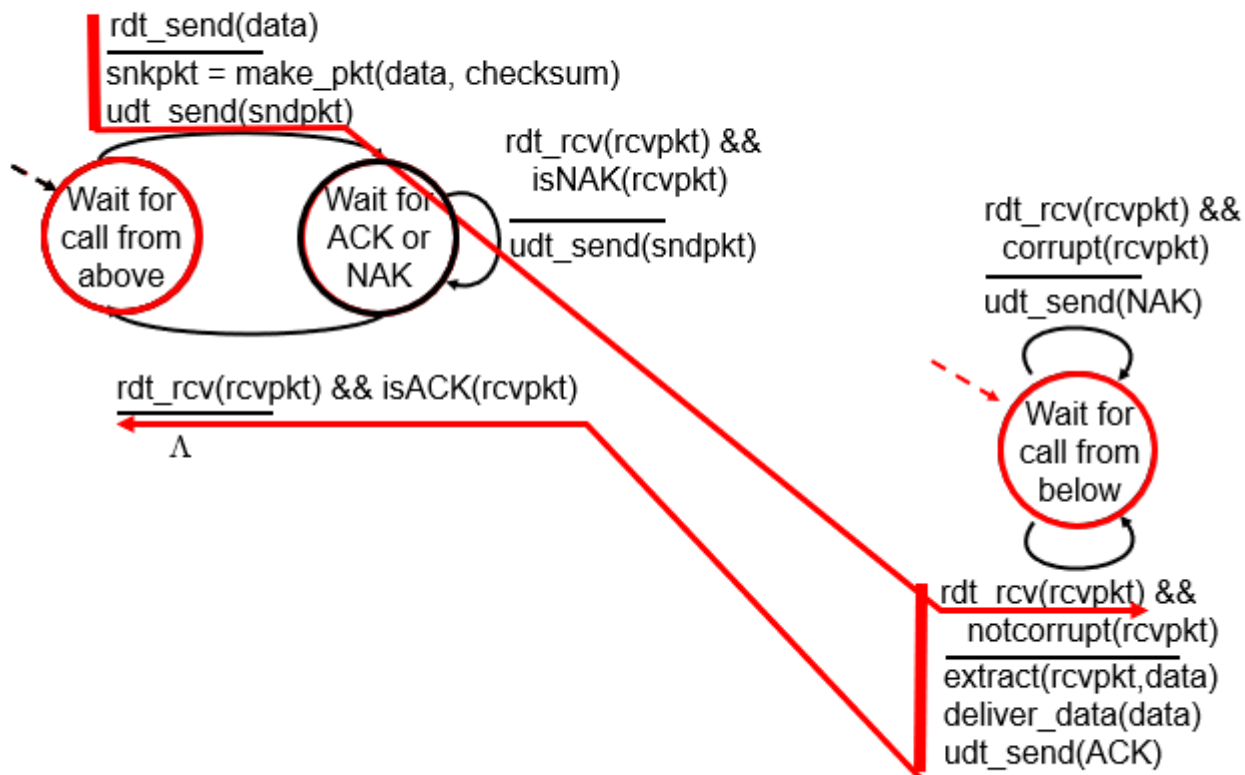 rdt_send(data)
snkpkt = make_pkt(data, checksum)
udt_send(sndpkt)
rdt_rcv(rcvpkt) &&
isNAK(rcvpkt)
udt_send(sndpkt)
Wait for
call from
above
Wait for
ACK or
NAK
rdt_rcv(rcvpkt) && isACK(rcvpkt)
Λ
rdt_rcv(rcvpkt) &&
corrupt(rcvpkt)
udt_send(NAK)
Wait for
call from
below
rdt_rcv(rcvpkt) &&
notcorrupt(rcvpkt)
extract(rcvpkt,data)
deliver_data(data)
udt_send(ACK)